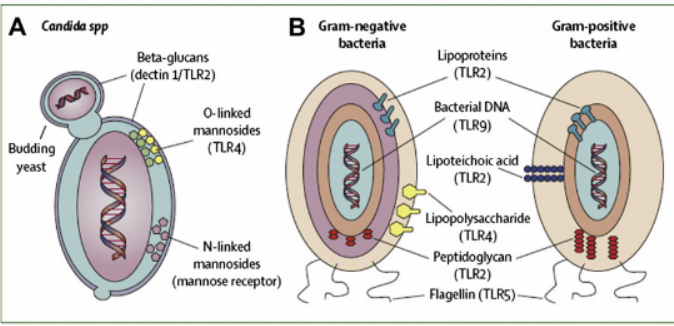 A
Candida spp
Beta-glucans
(dectin 1/TLR2)
O-linked
mannosides
(TLR4)
Budding
yeast
N-linked
mannosides
(mannose receptor)
B
Gram-negative
bacteria
Gram-positive
bacteria
Lipoproteins
(TLR2)
Bacterial DNA
(TLR9)
Lipoteichoic acid
(TLR2)
Lipopolysaccharide
(TLR4)
Peptidoglycan
(TLR2)
Flagellin (TLR5)